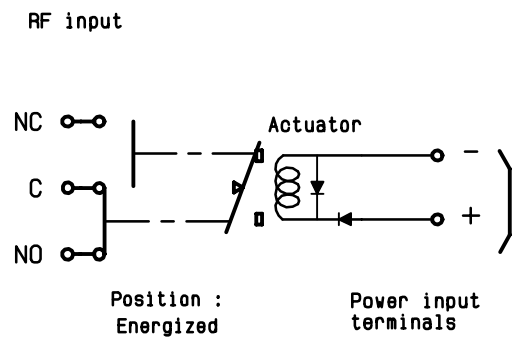 RF input
NC
Actuator
-
C
+
NO
Position :
Energized
Power input
terminals